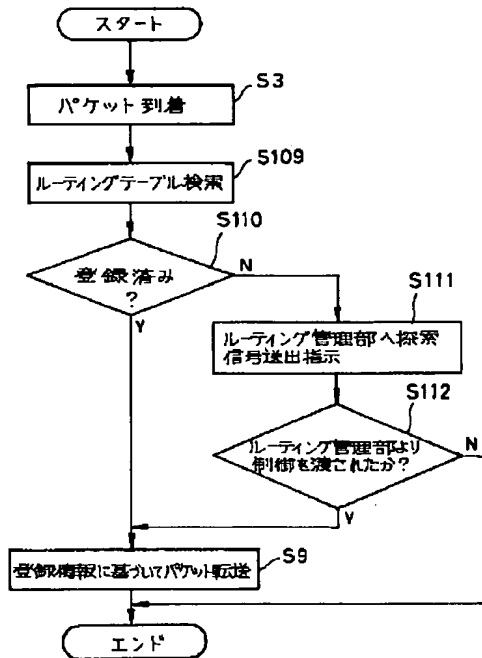 スタート
S3
パケット到着
S109
ルーティングテーブル検索
S110
登録済み
?
N
Y
S111
ルーティング管理部へ探索
信号送出指示
S112
ルーティング管理部より
制御を渡されたか?
N
Y
S9
登録情報に基づいてパケット転送
エンド